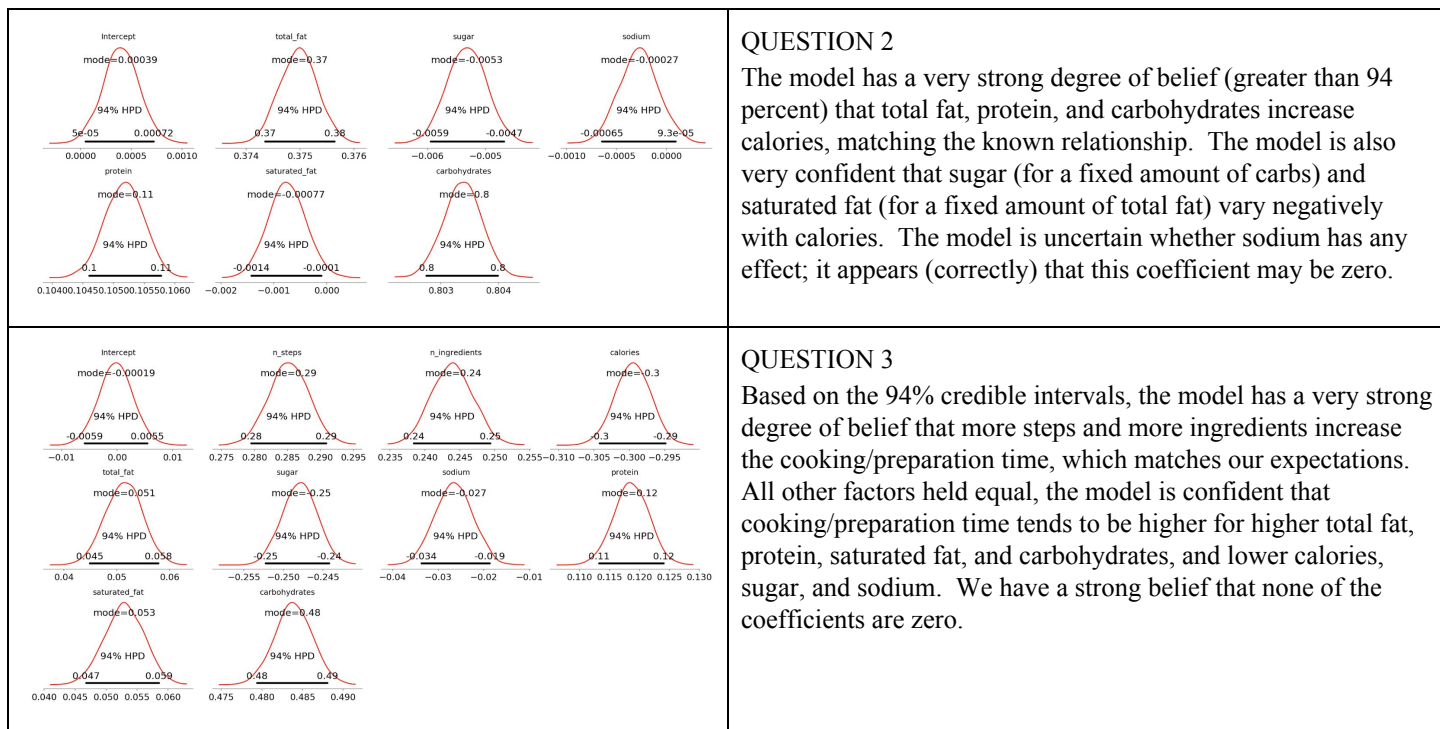 Intercept total_fat sugar sodium
mode=0.00039 mode=0.37 mode=-0.0053 mode=-0.00027
94% HPD 94% HPD 94% HPD 94% HPD
5e-05 0.00072 0.37 0.38 -0.0059 -0.0047 -0.00065 9.3e-05
0.0000 0.0005 0.0010 0.374 0.375 0.376 −0.006 −0.005 −0.0010 −0.0005 0.0000
protein saturated_fat carbohydrates
mode=0.11 mode=-0.00077 mode=0.8
94% HPD 94% HPD 94% HPD
0.1 0.11 -0.0014 -0.0001 0.8 0.8
0.1040 0.1045 0.1050 0.1055 0.1060 −0.002 −0.001 0.000 0.803 0.804
QUESTION 2
The model has a very strong degree of belief (greater than 94
percent) that total fat, protein, and carbohydrates increase
calories, matching the known relationship. The model is also
very confident that sugar (for a fixed amount of carbs) and
saturated fat (for a fixed amount of total fat) vary negatively
with calories. The model is uncertain whether sodium has any
effect; it appears (correctly) that this coefficient may be zero.
Intercept n_steps n_ingredients calories
mode=-0.00019 mode=0.29 mode=0.24 mode=-0.3
94% HPD 94% HPD 94% HPD 94% HPD
-0.0059 0.0055 0.28 0.29 0.24 0.25 -0.3 -0.29
−0.01 0.00 0.01 0.275 0.280 0.285 0.290 0.295 0.235 0.240 0.245 0.250 0.255 −0.310 −0.305 −0.300 −0.295
total_fat sugar sodium protein
mode=0.051 mode=-0.25 mode=-0.027 mode=0.12
94% HPD 94% HPD 94% HPD 94% HPD
0.045 0.058 -0.25 -0.24 -0.034 -0.019 0.11 0.12
0.04 0.05 0.06 −0.255 −0.250 −0.245 −0.04 −0.03 −0.02 −0.01 0.110 0.115 0.120 0.125 0.130
saturated_fat carbohydrates
mode=0.053 mode=0.48
94% HPD 94% HPD
0.047 0.059 0.48 0.49
0.040 0.045 0.050 0.055 0.060 0.475 0.480 0.485 0.490
QUESTION 3
Based on the 94% credible intervals, the model has a very strong
degree of belief that more steps and more ingredients increase
the cooking/preparation time, which matches our expectations.
All other factors held equal, the model is confident that
cooking/preparation time tends to be higher for higher total fat,
protein, saturated fat, and carbohydrates, and lower calories,
sugar, and sodium. We have a strong belief that none of the
coefficients are zero.